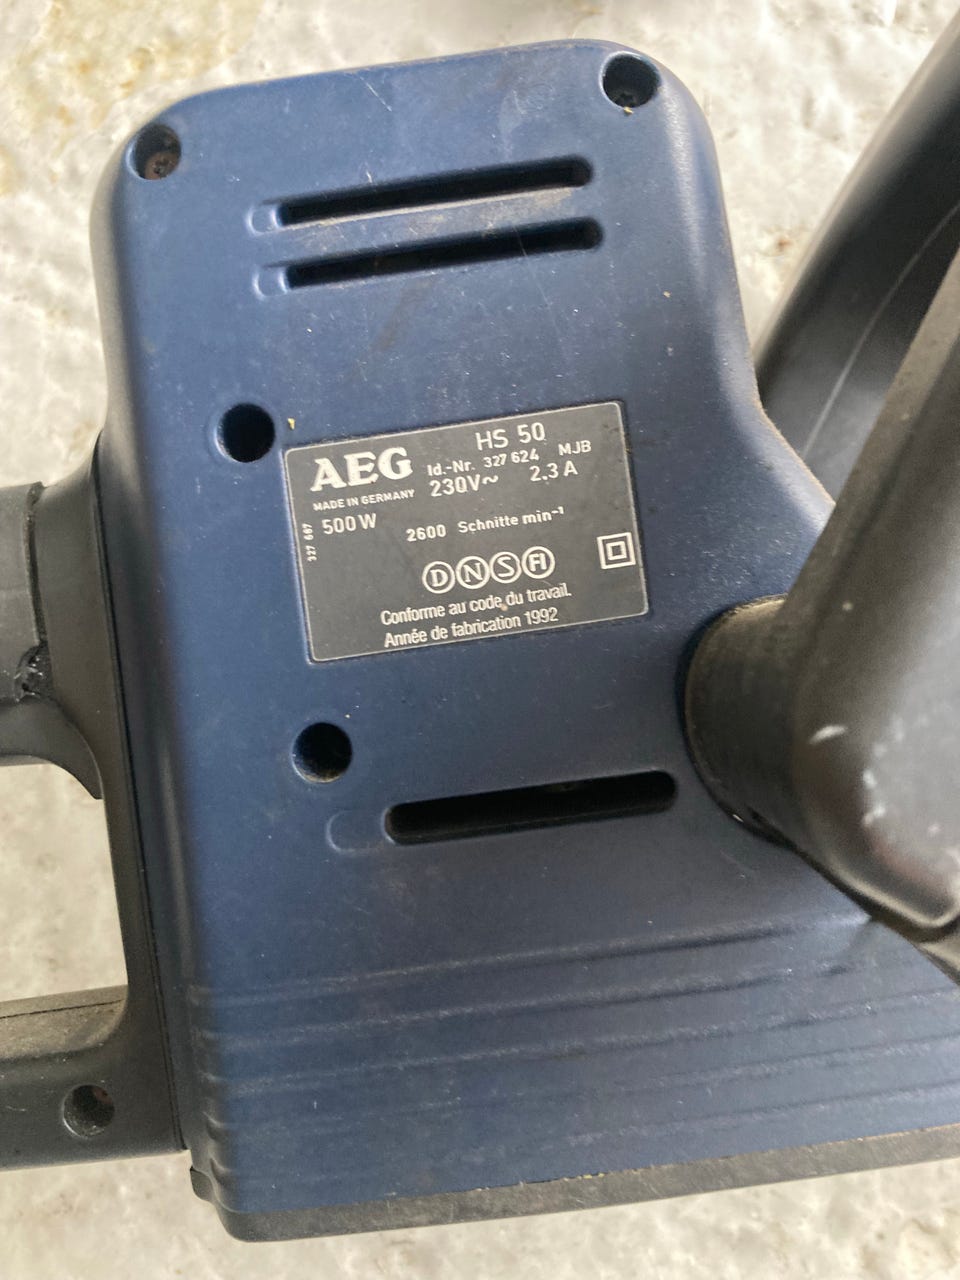 HS 50
AEG Id.-Nr. 327 624 MJB
MADE IN GERMANY 230V~ 2.3 A
500 W 2600 Schnitte min⁻¹
327 667
D N S FI
Conforme au code du travail.
Année de fabrication 1992